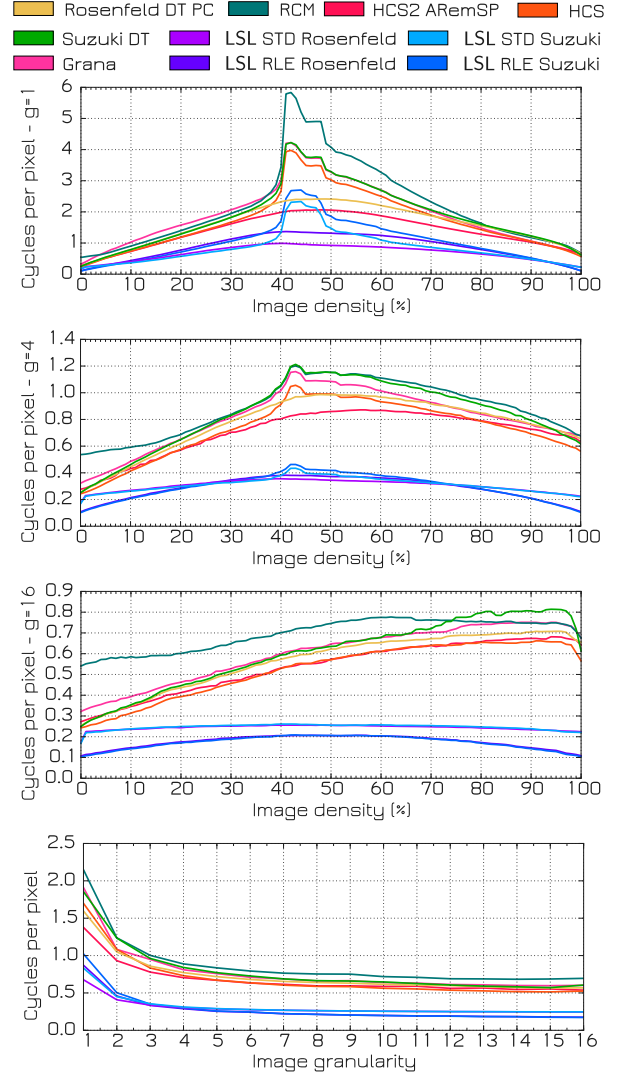 Rosenfeld DT PC RCM HCS2 ARemSP HCS
Suzuki DT LSL STD Rosenfeld LSL STD Suzuki
Grana LSL RLE Rosenfeld LSL RLE Suzuki
Cycles per pixel - g=1
6
5
4
3
2
1
0
0 10 20 30 40 50 60 70 80 90 100
Image density (%)
Cycles per pixel - g=4
1.4
1.2
1.0
0.8
0.6
0.4
0.2
0.0
0 10 20 30 40 50 60 70 80 90 100
Image density (%)
Cycles per pixel - g=16
0.9
0.8
0.7
0.6
0.5
0.4
0.3
0.2
0.1
0.0
0 10 20 30 40 50 60 70 80 90 100
Image density (%)
Cycles per pixel
2.5
2.0
1.5
1.0
0.5
0.0
1 2 3 4 5 6 7 8 9 10 11 12 13 14 15 16
Image granularity